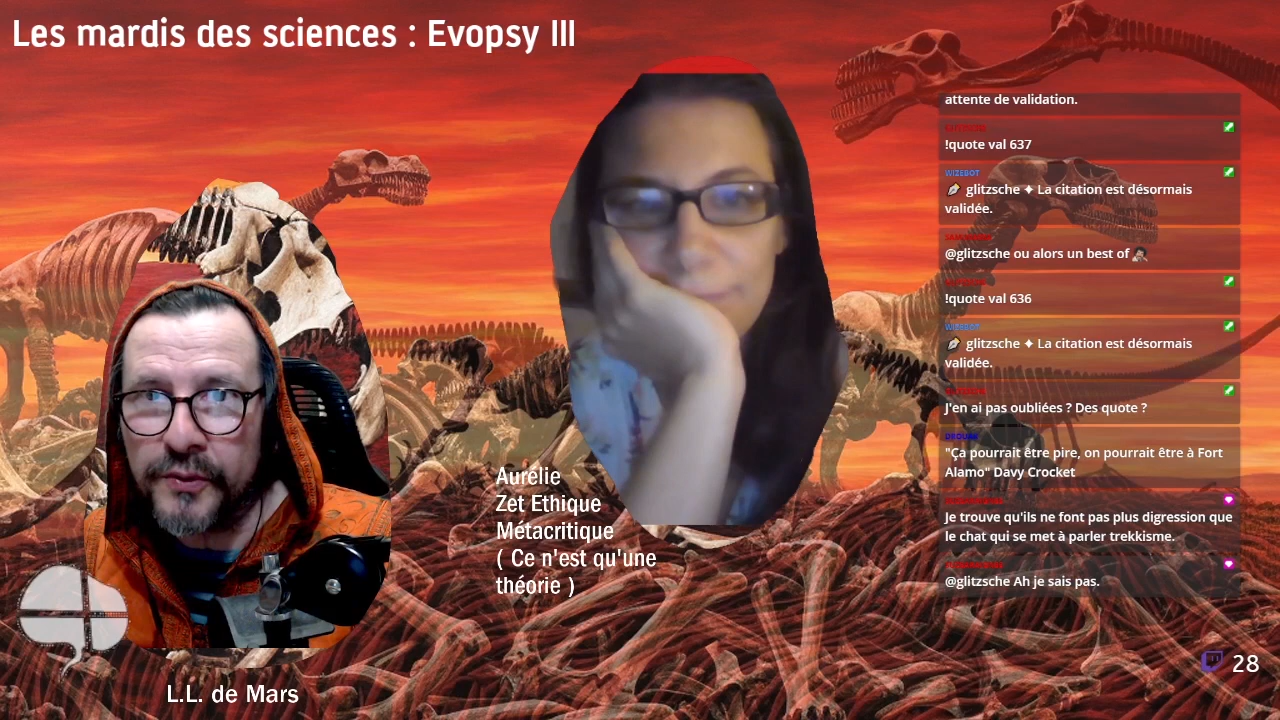 Les mardis des sciences : Evopsy III
attente de validation.
!quote val 637
WIZEBOT
glitzsche ✦ La citation est désormais
validée.
@glitzsche ou alors un best of
!quote val 636
WIZEBOT
glitzsche ✦ La citation est désormais
validée.
J'en ai pas oubliées ? Des quote ?
"Ça pourrait être pire, on pourrait être à Fort
Alamo" Davy Crocket
Je trouve qu'ils ne font pas plus digression que
le chat qui se met à parler trekkisme.
@glitzsche Ah je sais pas.
Aurélie
Zet Ethique
Métacritique
( Ce n'est qu'une
théorie )
28
L.L. de Mars